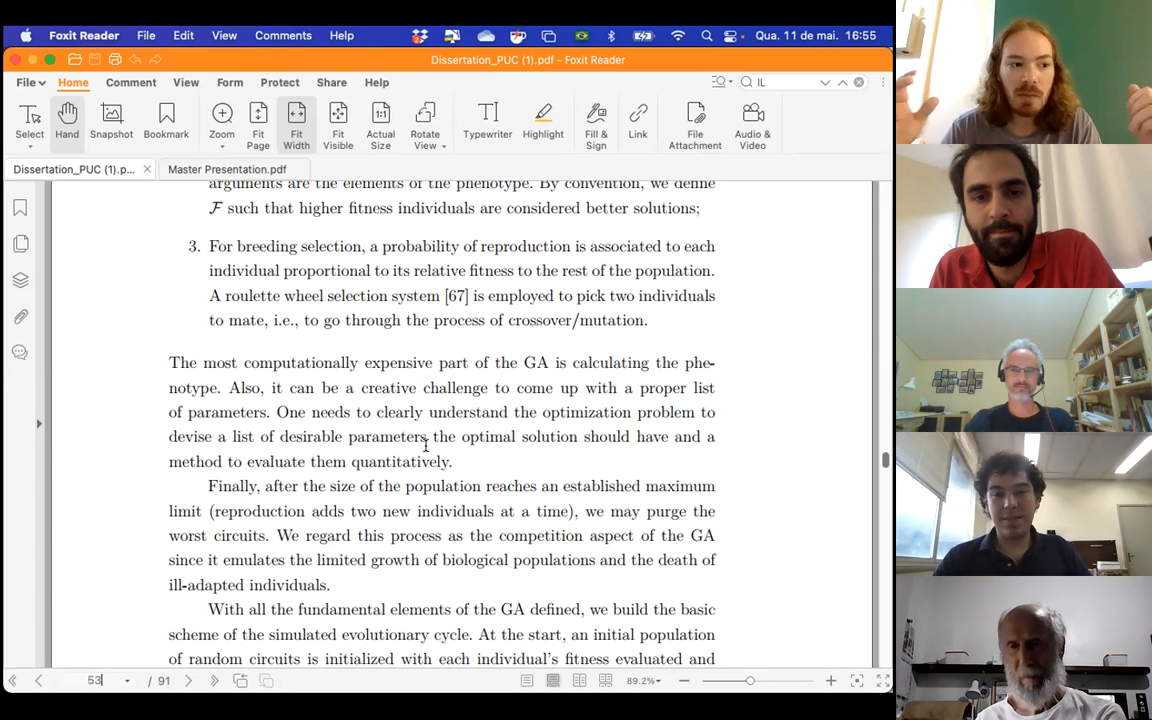 Foxit Reader File Edit View Comments Help Qua. 11 de mai. 16:55
Dissertation_PUC (1).pdf - Foxit Reader
File Home Comment View Form Protect Share Help IL
Select Hand Snapshot Bookmark Zoom Fit Page Fit Width Fit Visible Actual Size Rotate View Typewriter Highlight Fill & Sign Link File Attachment Audio & Video
Dissertation_PUC (1).p... Master Presentation.pdf
arguments are the elements of the phenotype. By convention, we define
F such that higher fitness individuals are considered better solutions;
3. For breeding selection, a probability of reproduction is associated to each
individual proportional to its relative fitness to the rest of the population.
A roulette wheel selection system [67] is employed to pick two individuals
to mate, i.e., to go through the process of crossover/mutation.
The most computationally expensive part of the GA is calculating the phe-
notype. Also, it can be a creative challenge to come up with a proper list
of parameters. One needs to clearly understand the optimization problem to
devise a list of desirable parameters the optimal solution should have and a
method to evaluate them quantitatively.
Finally, after the size of the population reaches an established maximum
limit (reproduction adds two new individuals at a time), we may purge the
worst circuits. We regard this process as the competition aspect of the GA
since it emulates the limited growth of biological populations and the death of
ill-adapted individuals.
With all the fundamental elements of the GA defined, we build the basic
scheme of the simulated evolutionary cycle. At the start, an initial population
of random circuits is initialized with each individual's fitness evaluated and
53 / 91 89.2%